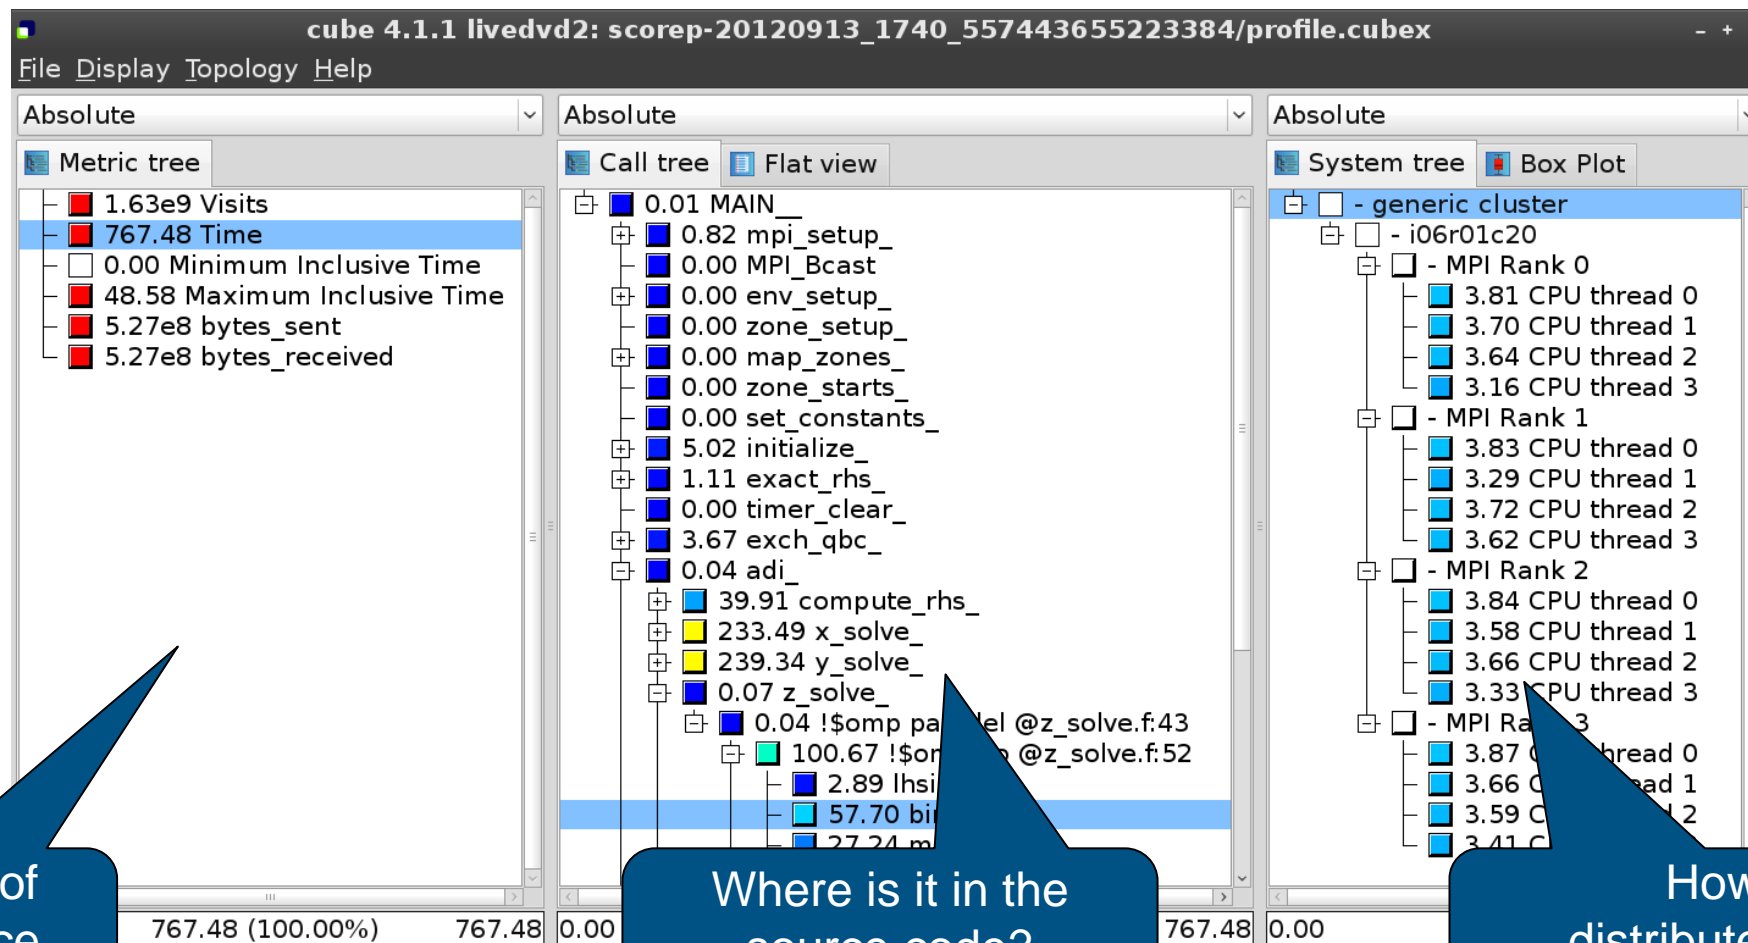 cube 4.1.1 livedvd2: scorep-20120913_1740_557443655223384/profile.cubex
File Display Topology Help
Absolute
Metric tree
1.63e9 Visits
767.48 Time
0.00 Minimum Inclusive Time
48.58 Maximum Inclusive Time
5.27e8 bytes_sent
5.27e8 bytes_received
of
767.48 (100.00%) 767.48
Absolute
Call tree Flat view
0.01 MAIN__
0.82 mpi_setup_
0.00 MPI_Bcast
0.00 env_setup_
0.00 zone_setup_
0.00 map_zones_
0.00 zone_starts_
0.00 set_constants_
5.02 initialize_
1.11 exact_rhs_
0.00 timer_clear_
3.67 exch_qbc_
0.04 adi_
39.91 compute_rhs_
233.49 x_solve_
239.34 y_solve_
0.07 z_solve_
0.04 !$omp @z_solve.f:43
100.67 @z_solve.f:52
2.89
57.70
27.24
Where is it in the
source code?
0.00 767.48
Absolute
System tree Box Plot
- generic cluster
- i06r01c20
- MPI Rank 0
3.81 CPU thread 0
3.70 CPU thread 1
3.64 CPU thread 2
3.16 CPU thread 3
- MPI Rank 1
3.83 CPU thread 0
3.29 CPU thread 1
3.72 CPU thread 2
3.62 CPU thread 3
- MPI Rank 2
3.84 CPU thread 0
3.58 CPU thread 1
3.66 CPU thread 2
3.33 CPU thread 3
- MPI 3
3.87 0
3.66 1
3.59 2
3.41
How
0.00